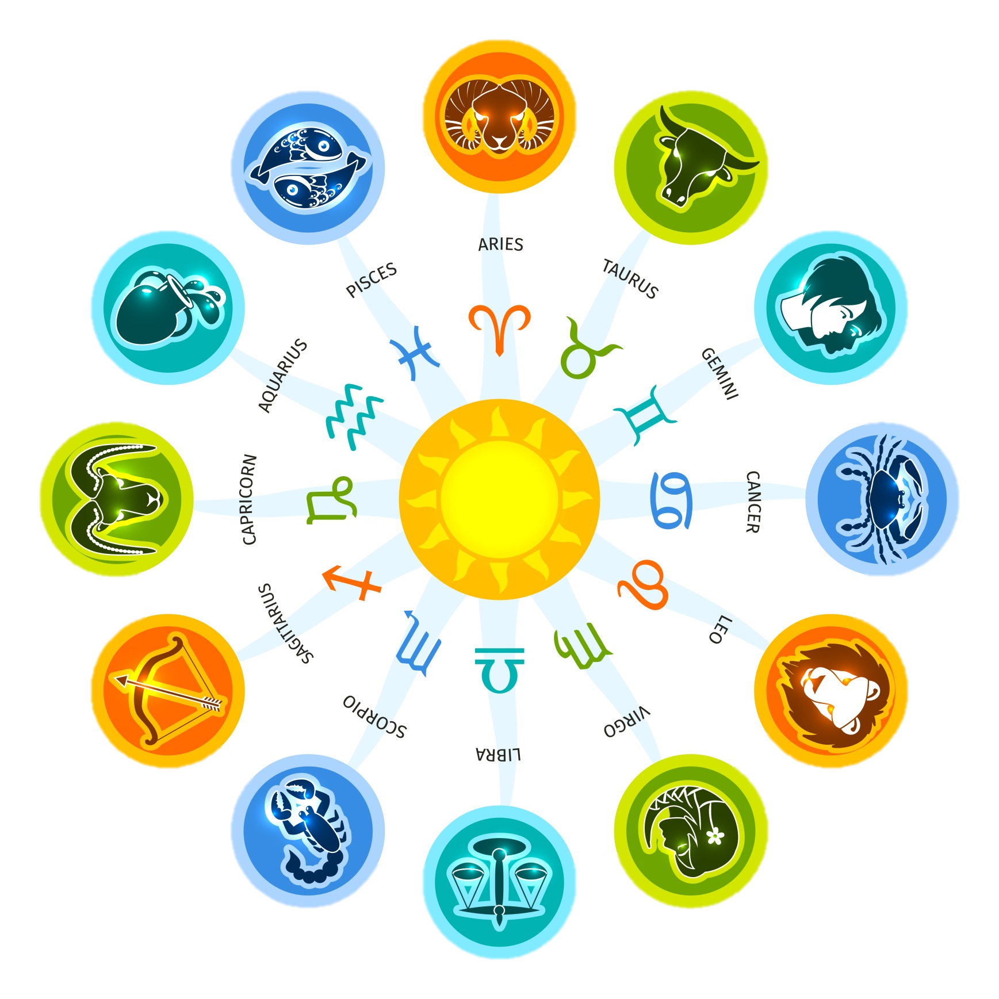 ARIES
TAURUS
GEMINI
CANCER
LEO
VIRGO
LIBRA
SCORPIO
SAGITTARIUS
CAPRICORN
AQUARIUS
PISCES